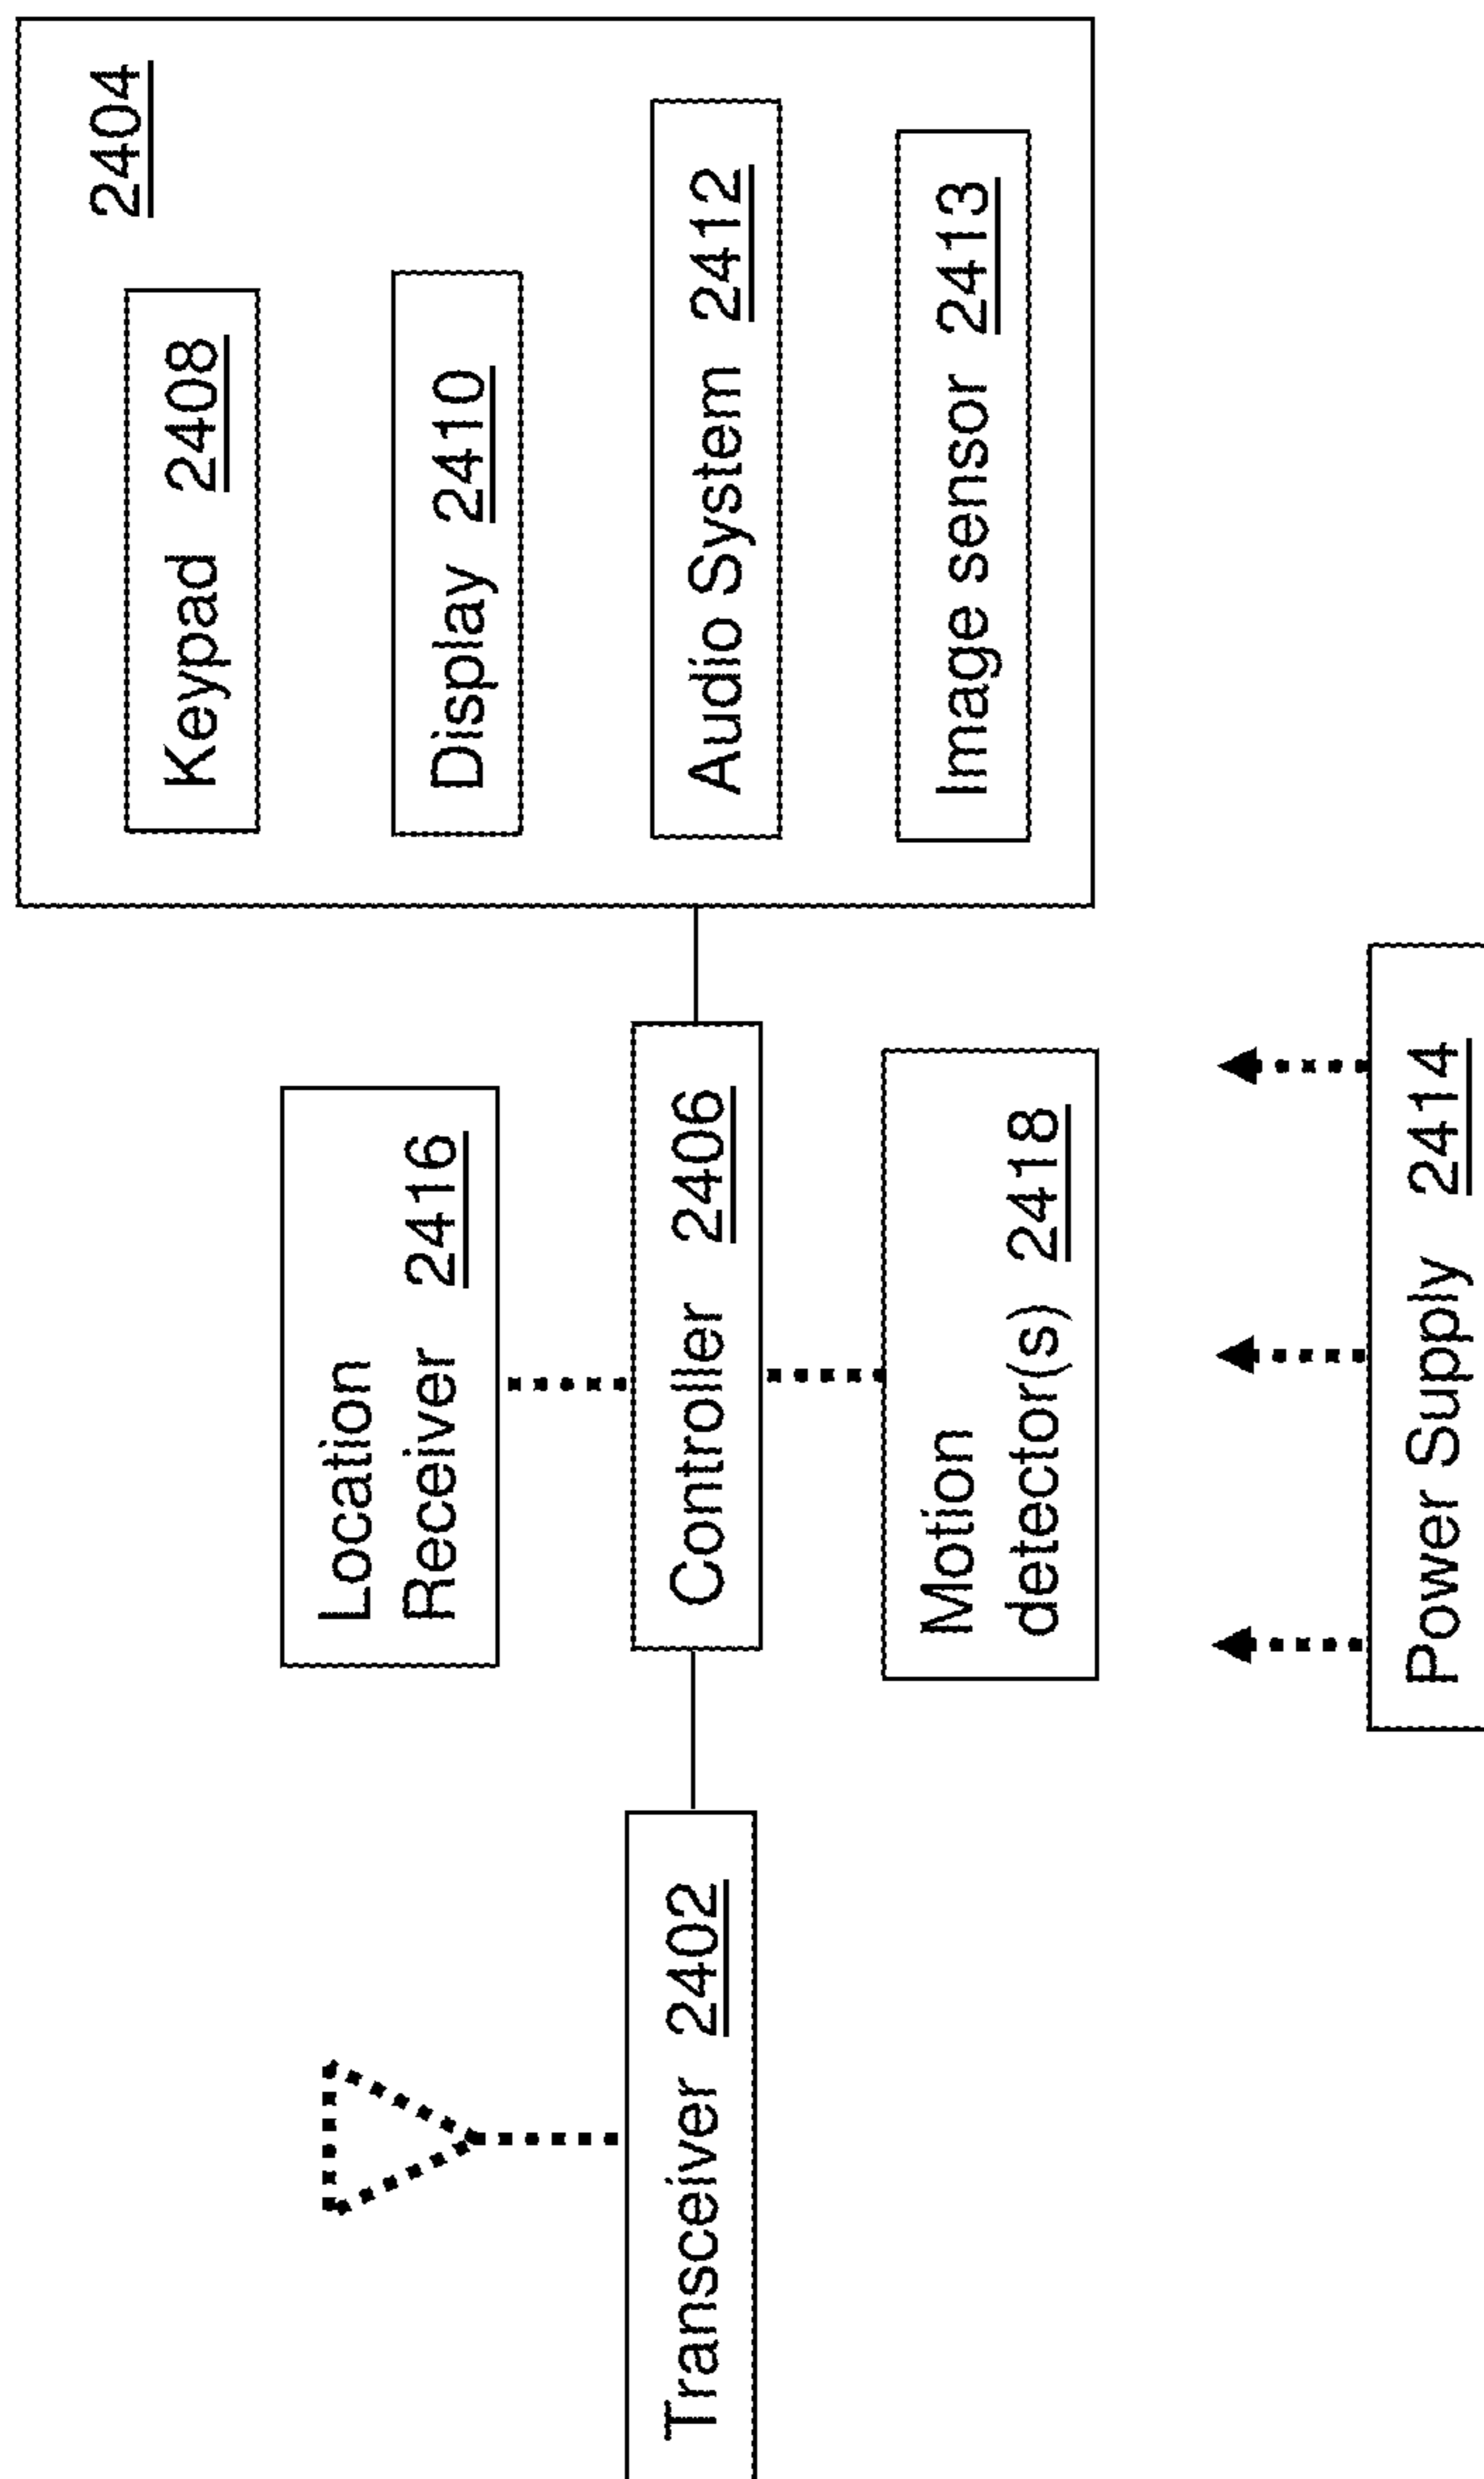 2404
Keypad 2408
Display 2410
Audio System 2412
Image sensor 2413
Location
Receiver 2416
Controller 2406
Motion
detector(s) 2418
Transceiver 2402
Power Supply 2414